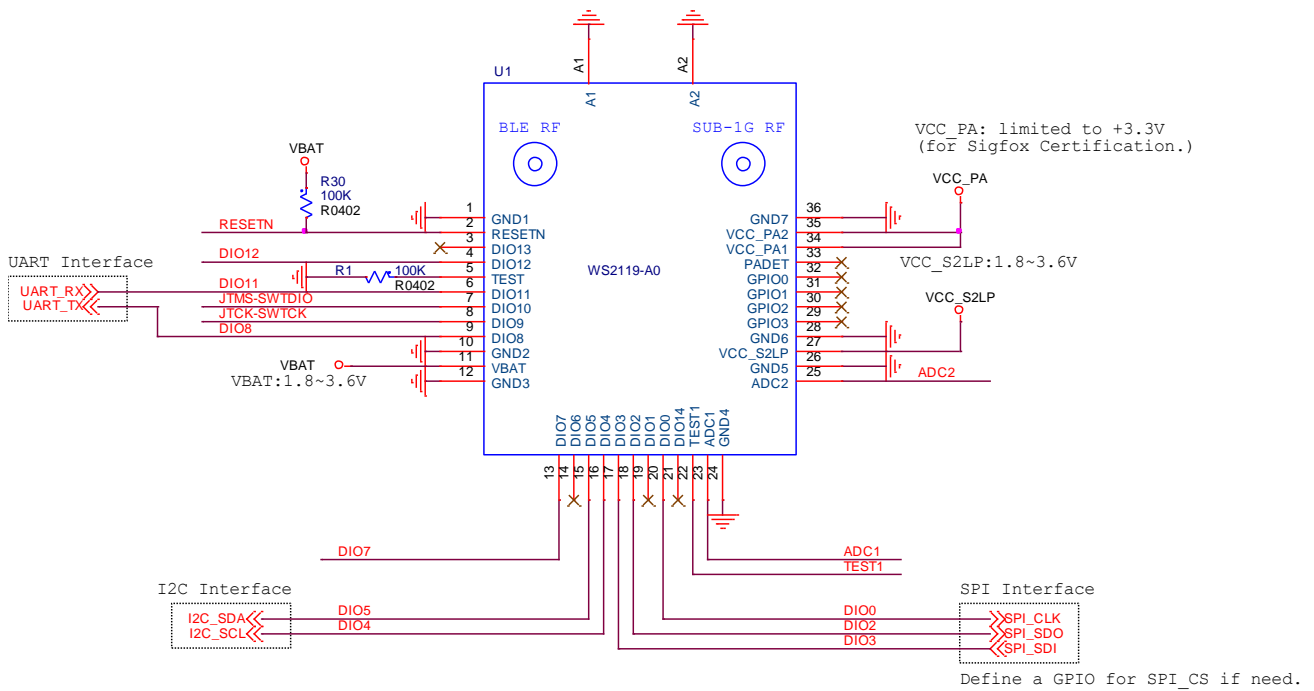 A1
A2
U1
A1
A2
BLE RF
SUB-1G RF
VCC_PA: limited to +3.3V
(for Sigfox Certification.)
VBAT
R30
100K
R0402
VCC_PA
1
GND1
GND7
36
RESETN
2
RESETN
VCC_PA2
35
3
DIO13
VCC_PA1
34
DIO12
4
DIO12
PADET
33
VCC_S2LP:1.8~3.6V
UART Interface
R1
100K
R0402
5
TEST
WS2119-A0
GPIO0
32
UART_RX
DIO11
6
DIO11
GPIO1
31
UART_TX
JTMS-SWTDIO
7
DIO10
GPIO2
30
VCC_S2LP
JTCK-SWTCK
8
DIO9
GPIO3
29
DIO8
9
DIO8
GND6
28
10
GND2
VCC_S2LP
27
VBAT
11
VBAT
GND5
26
VBAT:1.8~3.6V
12
GND3
ADC2
25
ADC2
DIO7
DIO6
DIO5
DIO4
DIO3
DIO2
DIO1
DIO0
DIO14
TEST1
ADC1
GND4
13
14
15
16
17
18
19
20
21
22
23
24
DIO7
ADC1
TEST1
I2C Interface
SPI Interface
I2C_SDA
DIO5
DIO0
SPI_CLK
I2C_SCL
DIO4
DIO2
SPI_SDO
DIO3
SPI_SDI
Define a GPIO for SPI_CS if need.